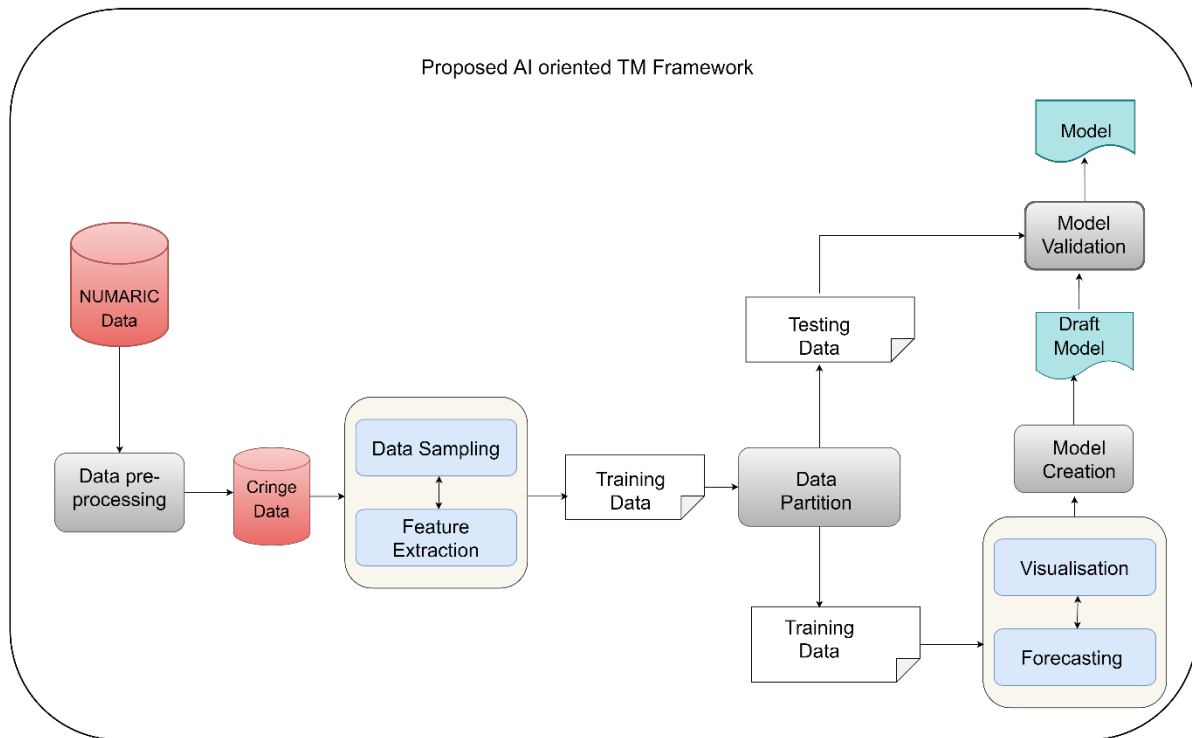 Proposed AI oriented TM Framework
NUMARIC
Data
Data pre-
processing
Cringe
Data
Data Sampling
Feature
Extraction
Training
Data
Data
Partition
Testing
Data
Training
Data
Visualisation
Forecasting
Model
Creation
Draft
Model
Model
Validation
Model